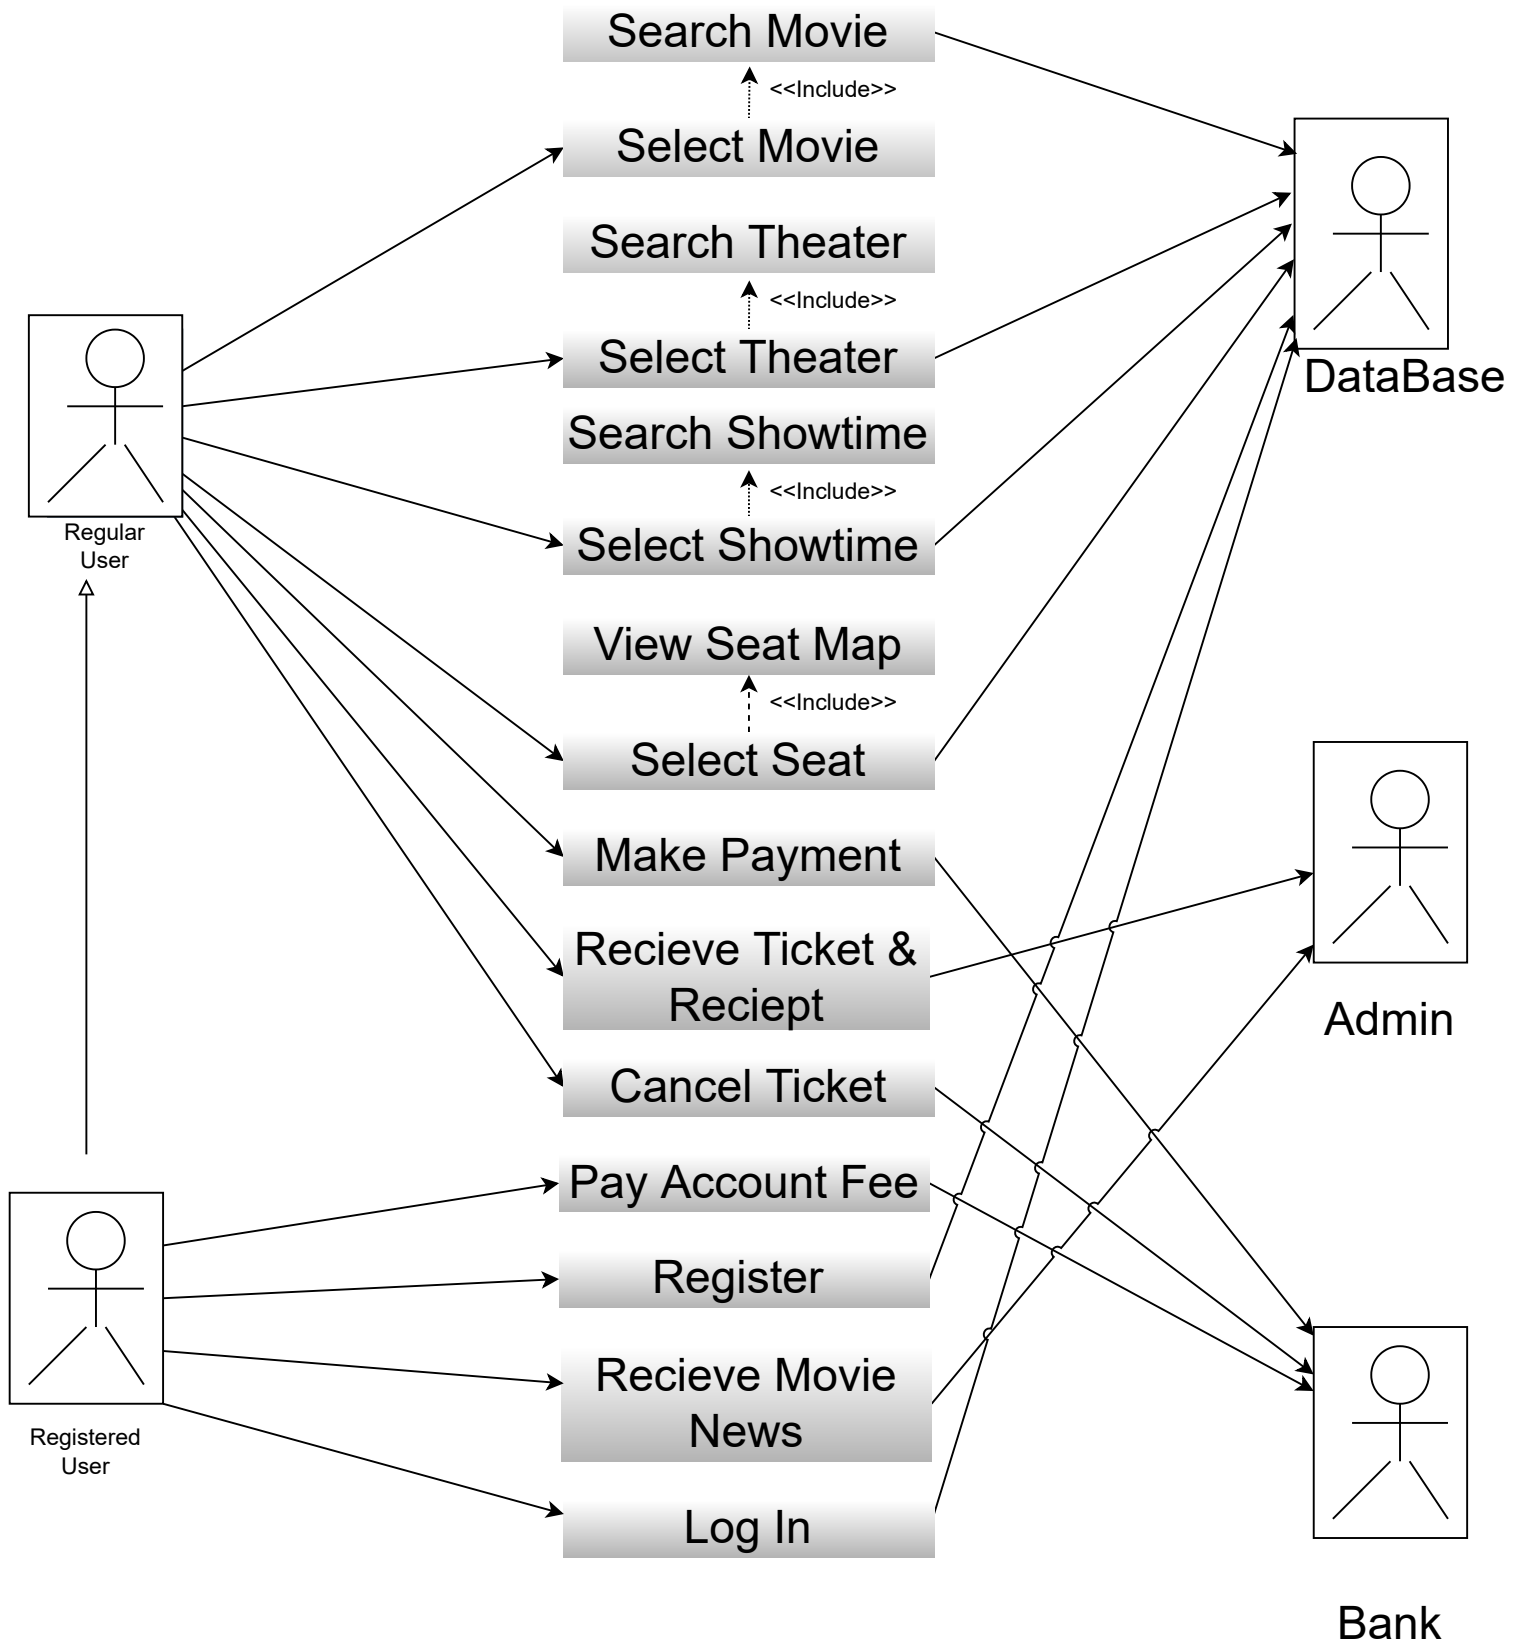 Search Movie
<<Include>>
Select Movie
Search Theater
<<Include>>
Select Theater
DataBase
Search Showtime
<<Include>>
Select Showtime
Regular
User
View Seat Map
<<Include>>
Select Seat
Make Payment
Recieve Ticket &
Reciept
Admin
Cancel Ticket
Pay Account Fee
Register
Recieve Movie
News
Registered
User
Log In
Bank